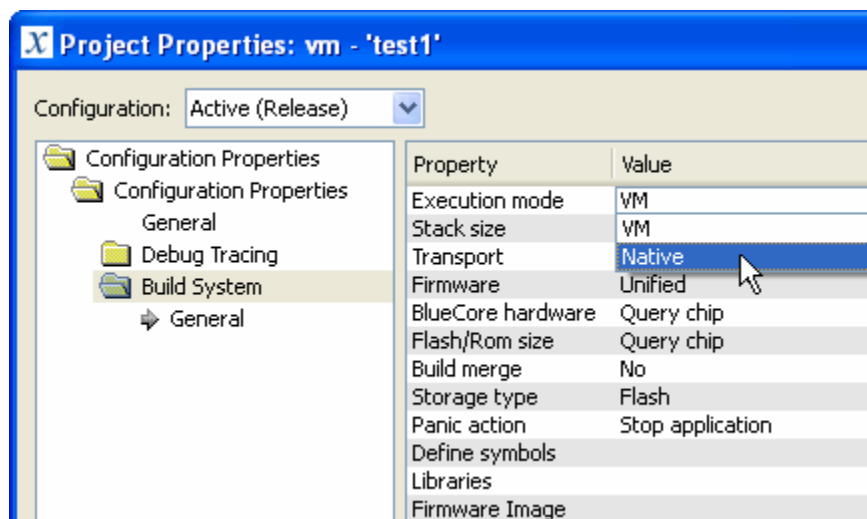 X Project Properties: vm - 'test1'
Configuration: Active (Release)
Configuration Properties
Configuration Properties
General
Debug Tracing
Build System
General
Property Value
Execution mode VM
Stack size VM
Transport Native
Firmware Unified
BlueCore hardware Query chip
Flash/Rom size Query chip
Build merge No
Storage type Flash
Panic action Stop application
Define symbols
Libraries
Firmware Image